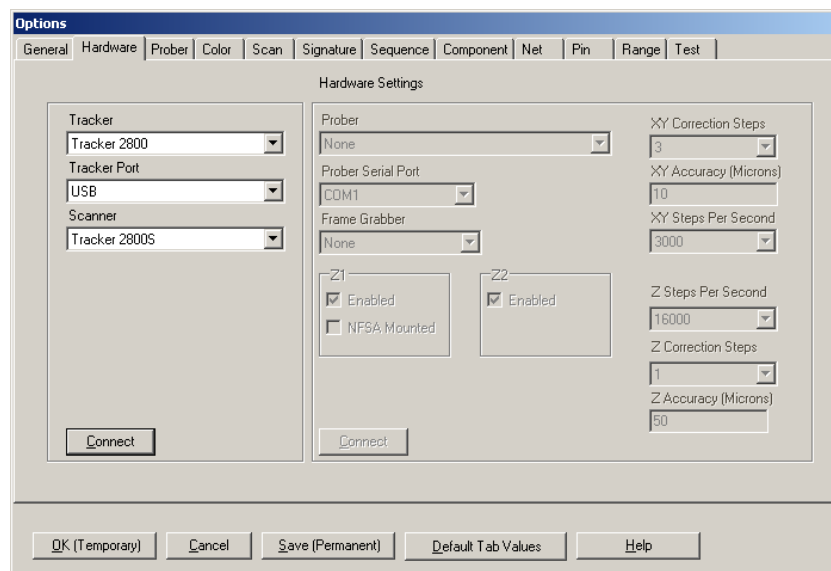 Options
General Hardware Prober Color Scan Signature Sequence Component Net Pin Range Test
Hardware Settings
Tracker
Tracker 2800
Tracker Port
USB
Scanner
Tracker 2800S
Connect
Prober
None
Prober Serial Port
COM1
Frame Grabber
None
Z1
Enabled
NFSA Mounted
Z2
Enabled
Connect
XY Correction Steps
3
XY Accuracy (Microns)
10
XY Steps Per Second
3000
Z Steps Per Second
16000
Z Correction Steps
1
Z Accuracy (Microns)
50
OK (Temporary) Cancel Save (Permanent) Default Tab Values Help